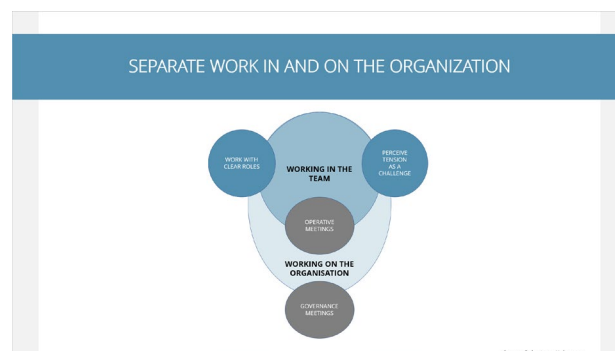 SEPARATE WORK IN AND ON THE ORGANIZATION
WORK WITH
CLEAR ROLES
PERCEIVE
TENSION
AS A
CHALLENGE
WORKING IN THE
TEAM
OPERATIVE
MEETINGS
WORKING ON THE
ORGANISATION
GOVERNANCE
MEETINGS